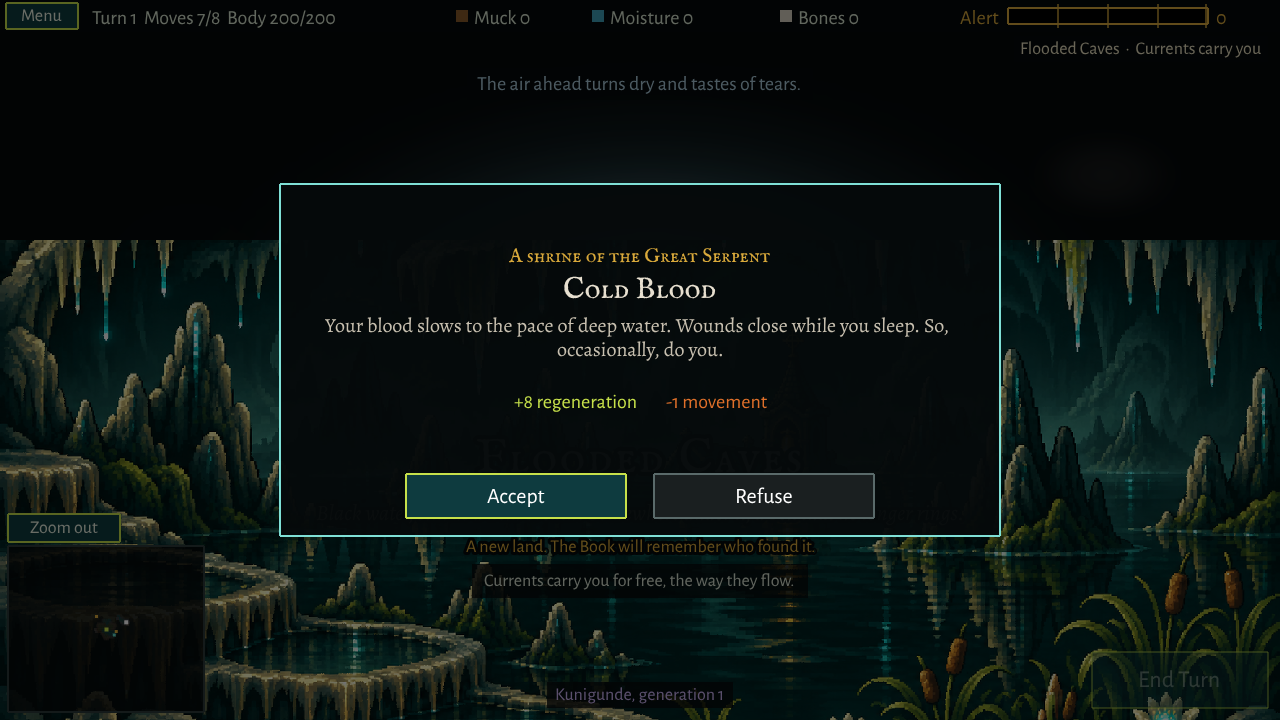 Menu
Turn 1 Moves 7/8 Body 200/200
Muck 0
Moisture 0
Bones 0
Alert 0
Flooded Caves · Currents carry you
The air ahead turns dry and tastes of tears.
A shrine of the Great Serpent
Cold Blood
Your blood slows to the pace of deep water. Wounds close while you sleep. So,
occasionally, do you.
+8 regeneration -1 movement
Flooded Caves
Accept
Refuse
Zoom out
A new land. The Book will remember who found it.
Currents carry you for free, the way they flow.
End Turn
Kunigunde, generation 1